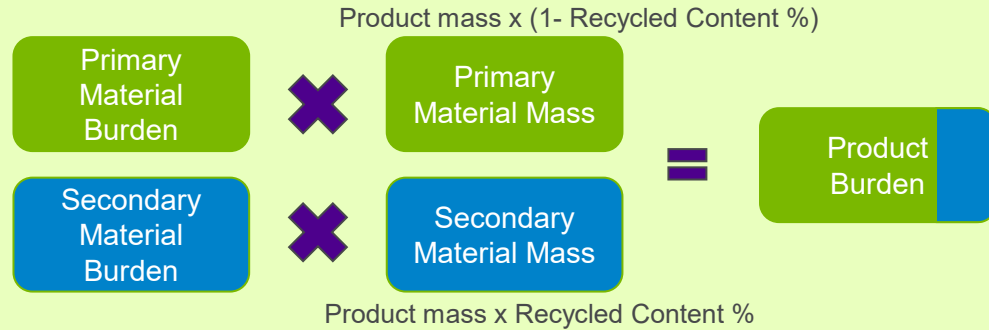 Product mass x (1- Recycled Content %)
Primary
Material
Burden
Primary
Material Mass
Product
Burden
Secondary
Material
Burden
Secondary
Material Mass
Product mass x Recycled Content %